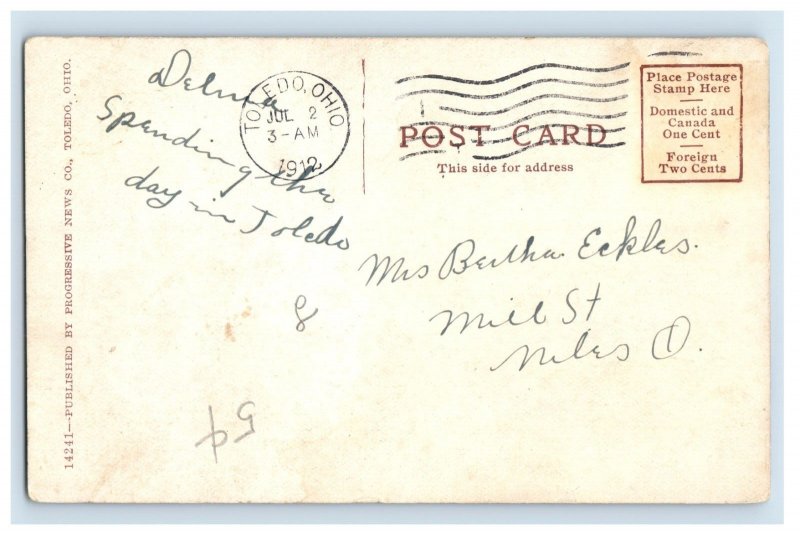 Delma
Spending the
day in Toledo
TOLEDO, OHIO.
JUL 2
3-AM
1912
POST CARD
This side for address
Place Postage
Stamp Here
Domestic and
Canada
One Cent
Foreign
Two Cents
Mrs Bertha Eckles.
Mill St
Niles O.
8
5¢
14241—PUBLISHED BY PROGRESSIVE NEWS CO., TOLEDO, OHIO.